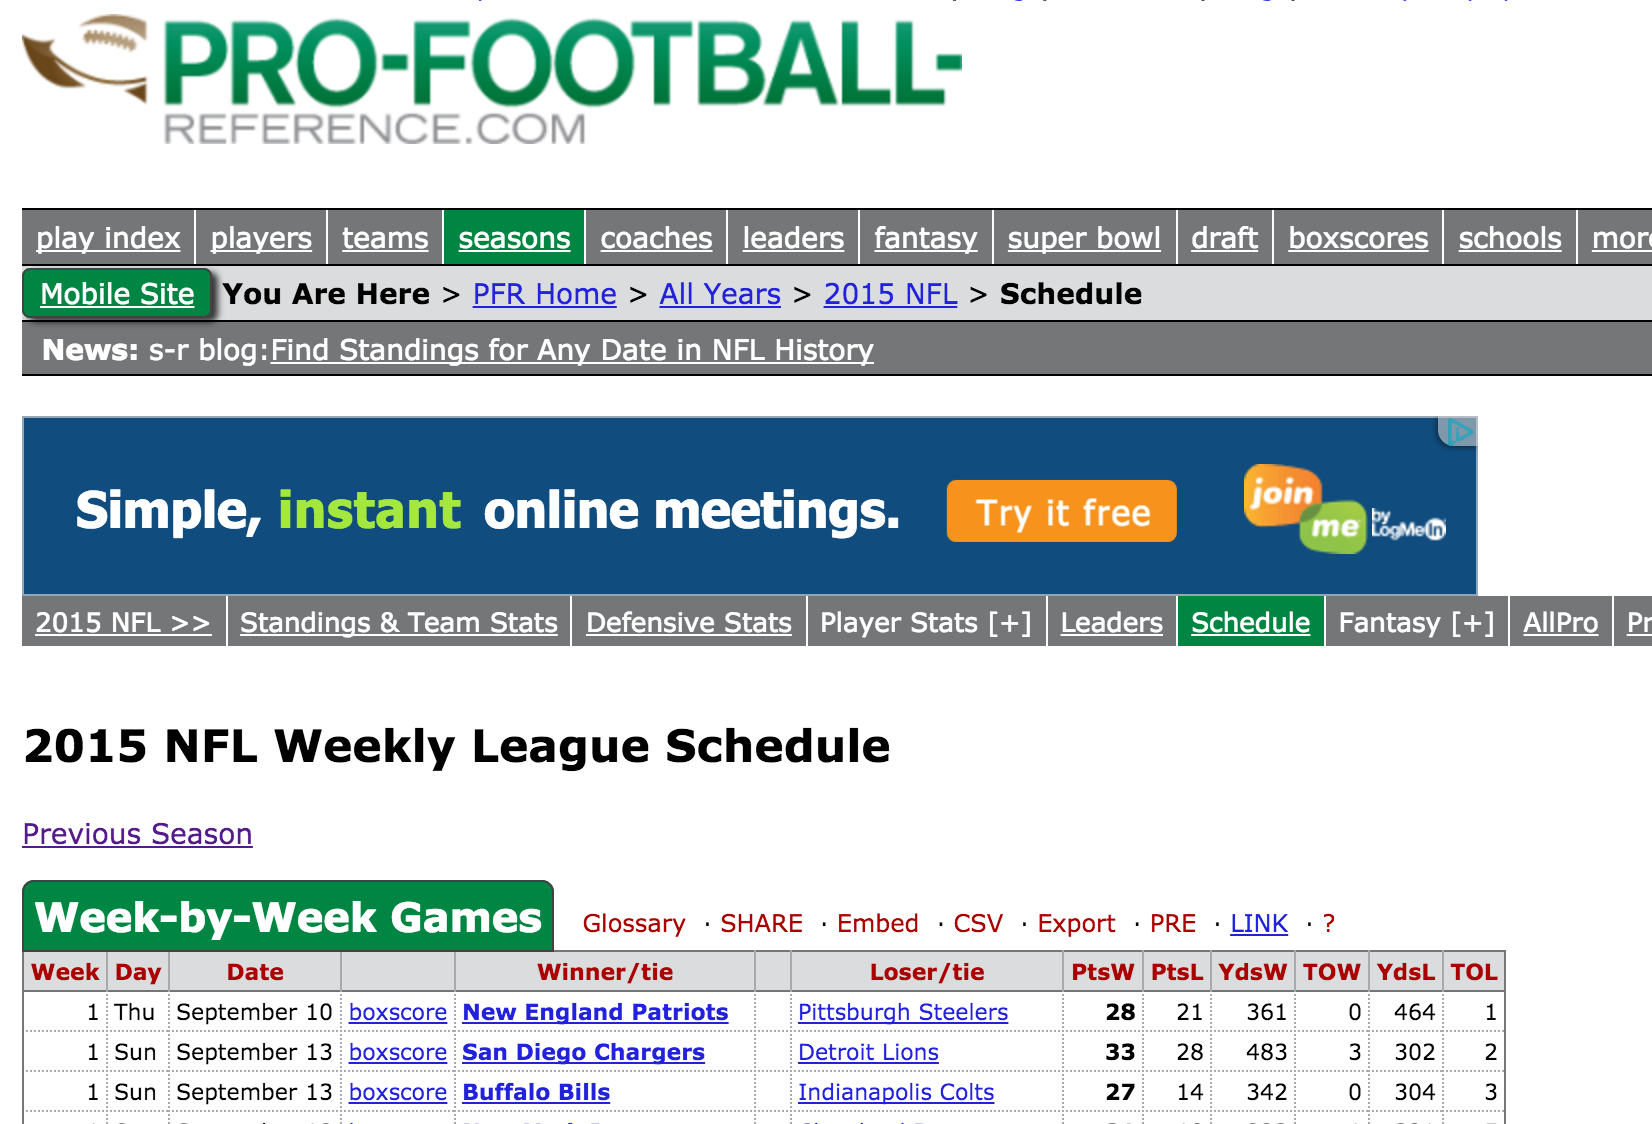 PRO-FOOTBALL-
REFERENCE.COM
play index players teams seasons coaches leaders fantasy super bowl draft boxscores schools
Mobile Site You Are Here > PFR Home > All Years > 2015 NFL > Schedule
News: s-r blog:Find Standings for Any Date in NFL History
Simple, instant online meetings. Try it free join me by LogMeIn
2015 NFL >> Standings & Team Stats Defensive Stats Player Stats [+] Leaders Schedule Fantasy [+] AllPro
2015 NFL Weekly League Schedule
Previous Season
Week-by-Week Games Glossary · SHARE · Embed · CSV · Export · PRE · LINK · ?
Week Day Date Winner/tie Loser/tie PtsW PtsL YdsW TOW YdsL TOL
1 Thu September 10 boxscore New England Patriots Pittsburgh Steelers 28 21 361 0 464 1
1 Sun September 13 boxscore San Diego Chargers Detroit Lions 33 28 483 3 302 2
1 Sun September 13 boxscore Buffalo Bills Indianapolis Colts 27 14 342 0 304 3